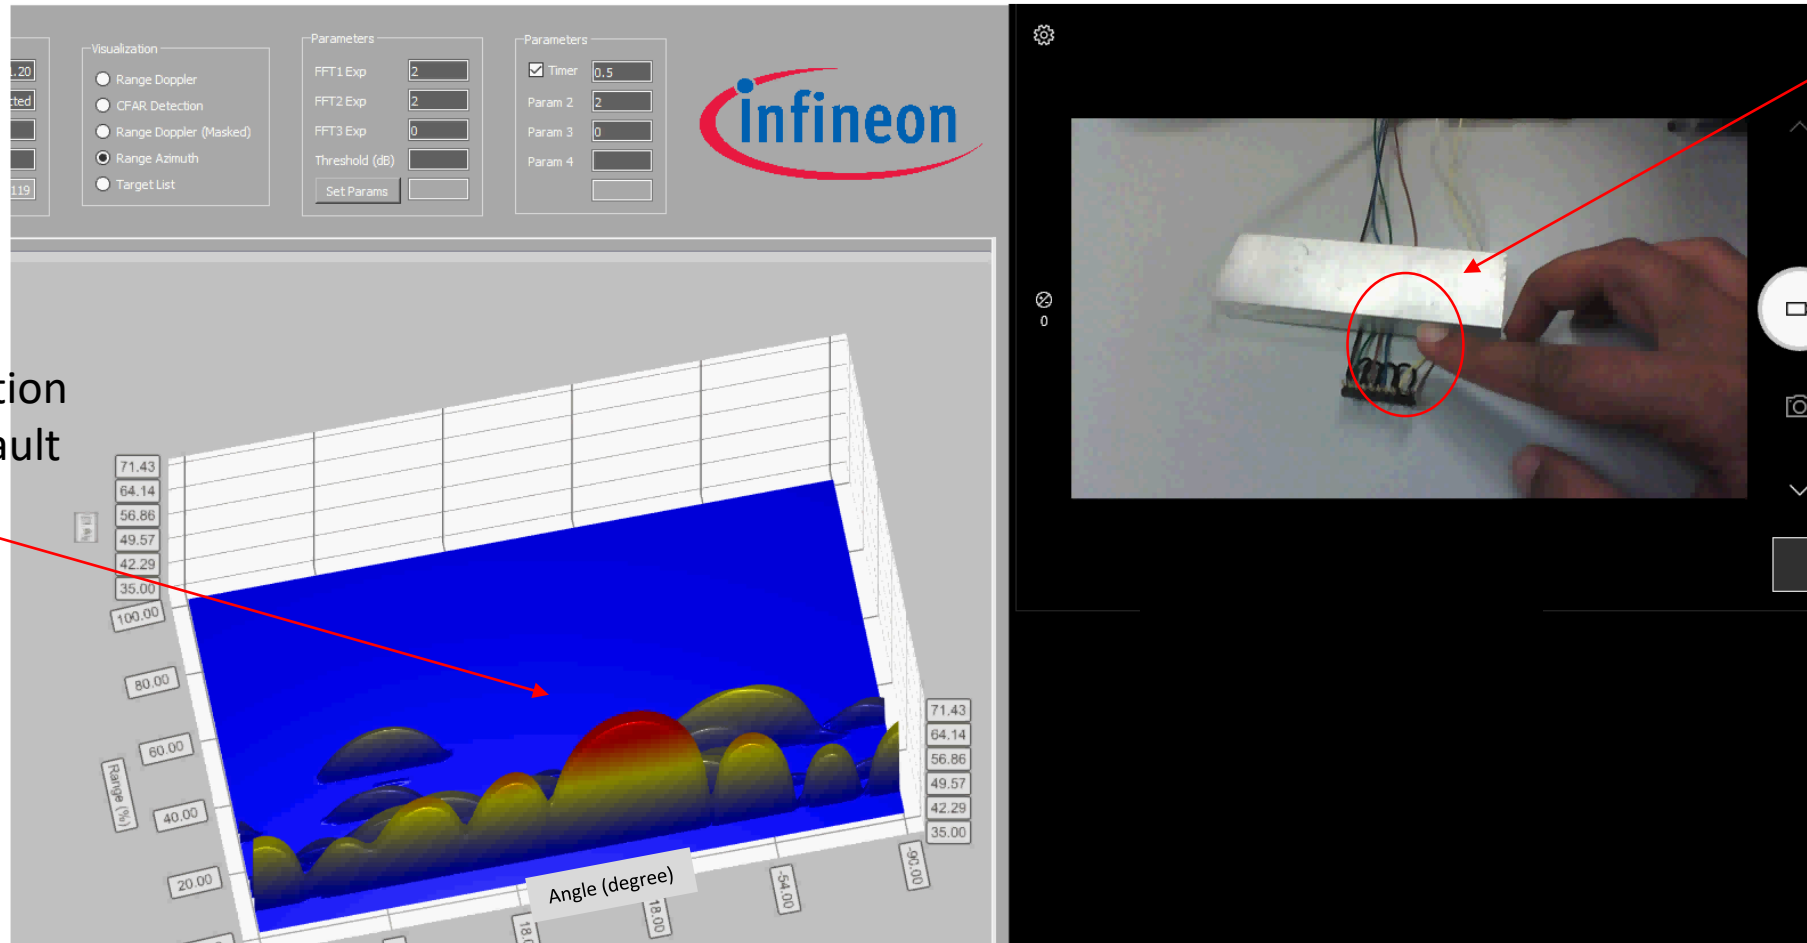 Visualization
Range Doppler
CFAR Detection
Range Doppler (Masked)
Range Azimuth
Target List
Parameters
FFT1 Exp 2
FFT2 Exp 2
FFT3 Exp 0
Threshold (dB)
Set Params
Parameters
Timer 0.5
Param 2 2
Param 3 0
Param 4
infineon
.20
cted
119
tion
ault
71.43
64.14
56.86
49.57
42.29
35.00
100.00
80.00
60.00
40.00
20.00
Range (%)
Angle (degree)
18.0
18.00
-54.00
-90.00
71.43
64.14
56.86
49.57
42.29
35.00
0